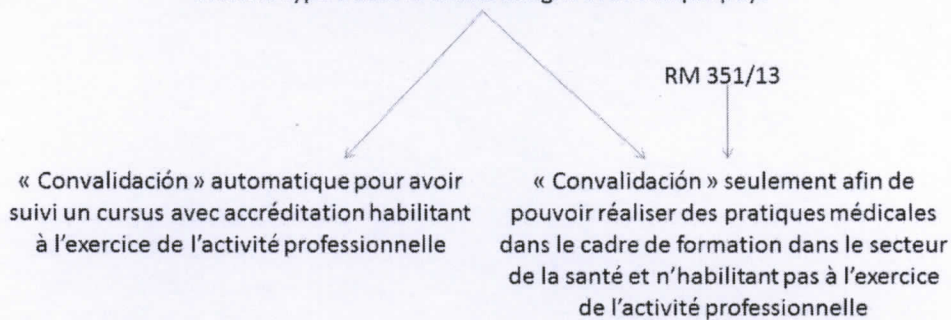 RM 351/13
« Convalidación » automatique pour avoir
suivi un cursus avec accréditation habilitant
à l'exercice de l'activité professionnelle
« Convalidación » seulement afin de
pouvoir réaliser des pratiques médicales
dans le cadre de formation dans le secteur
de la santé et n'habilitant pas à l'exercice
de l'activité professionnelle